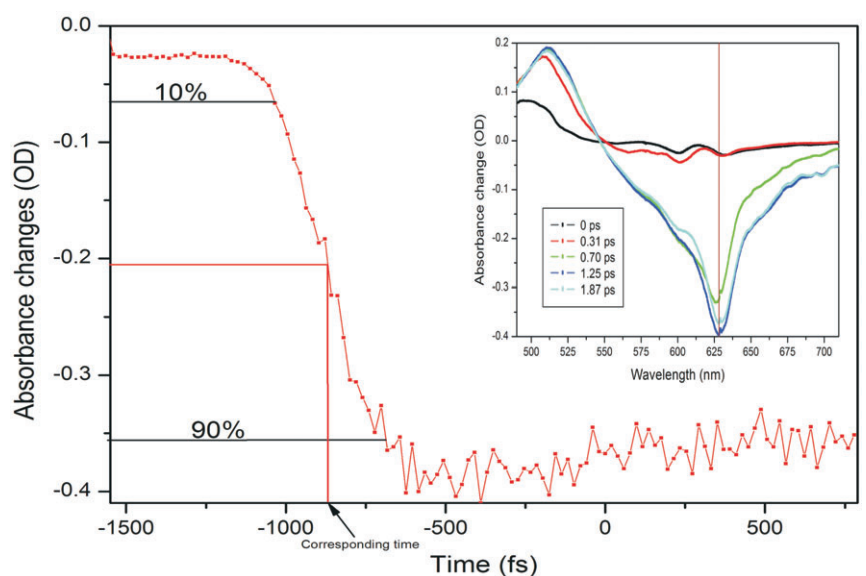 Absorbance changes (OD)
0.0
-0.1
-0.2
-0.3
-0.4
10%
90%
-1500
-1000
-500
0
500
Corresponding time
Time (fs)
Absorbance change (OD)
0.2
0.1
0.0
-0.1
-0.2
-0.3
-0.4
0 ps
0.31 ps
0.70 ps
1.25 ps
1.87 ps
500 525 550 575 600 625 650 675 700
Wavelength (nm)